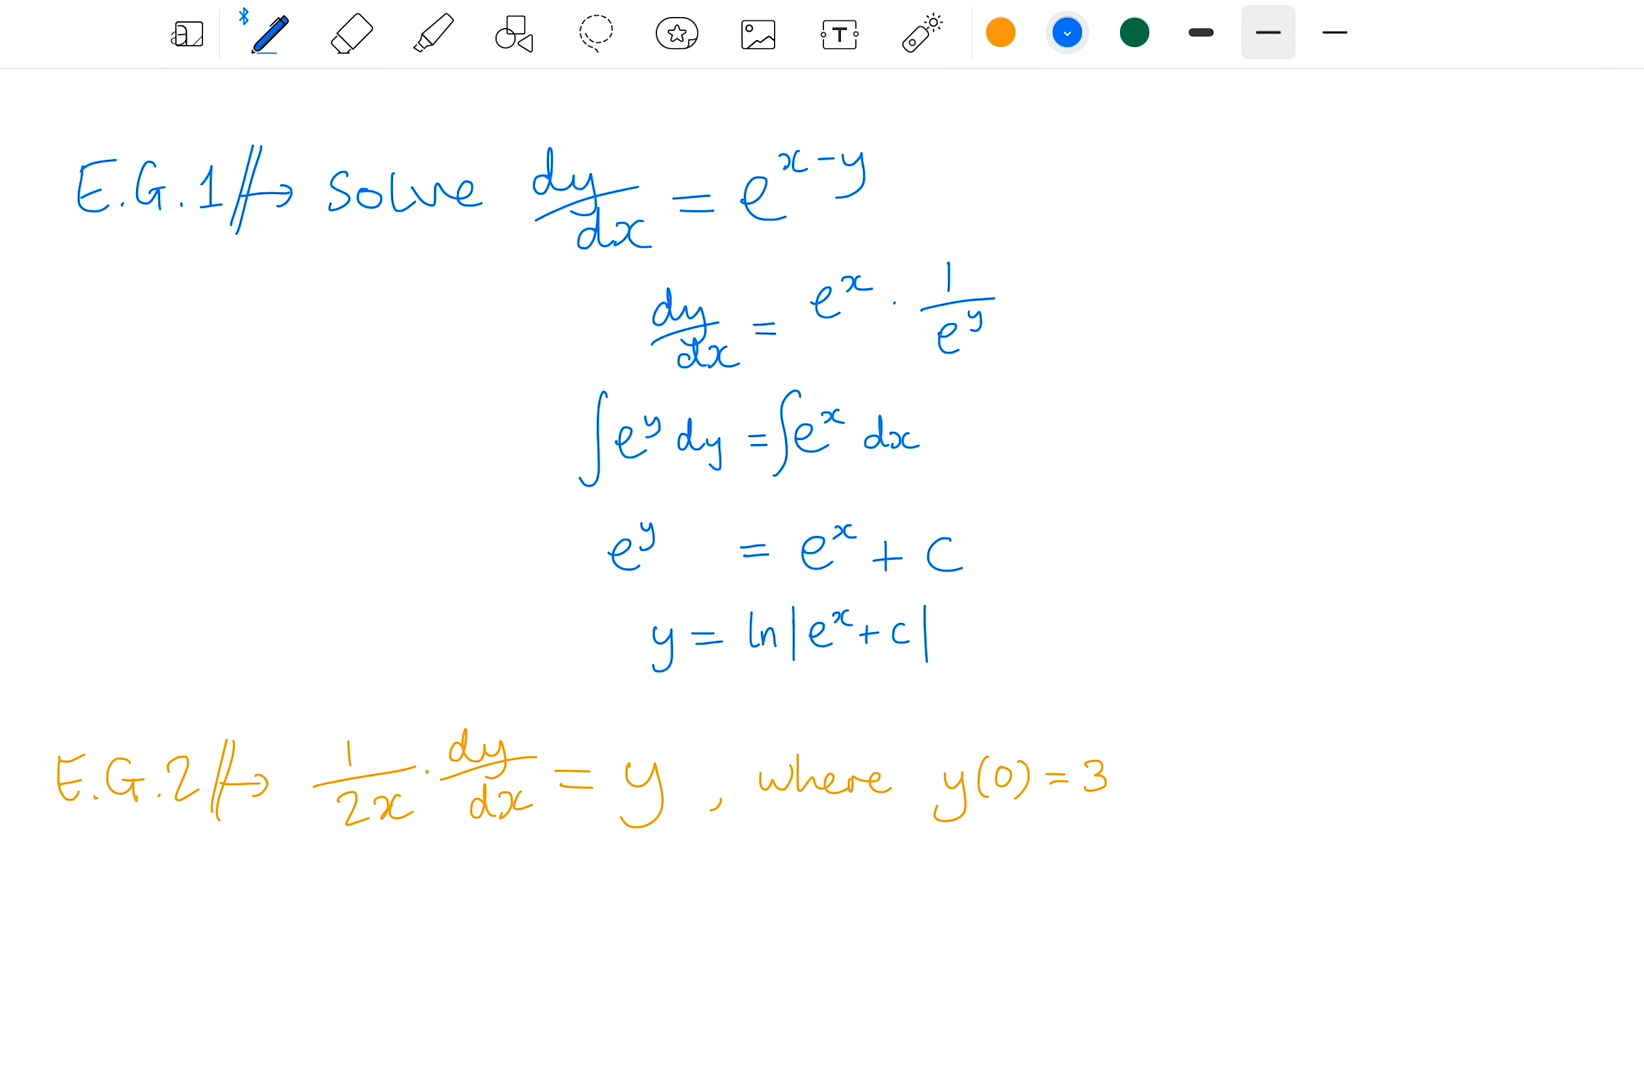 E.G.1//→ Solve dy/dx = e^(x-y)
dy/dx = e^x · 1/e^y
∫e^y dy = ∫e^x dx
e^y = e^x + c
y = ln|e^x + c|
E.G.2//→ 1/2x · dy/dx = y , where y(0) = 3